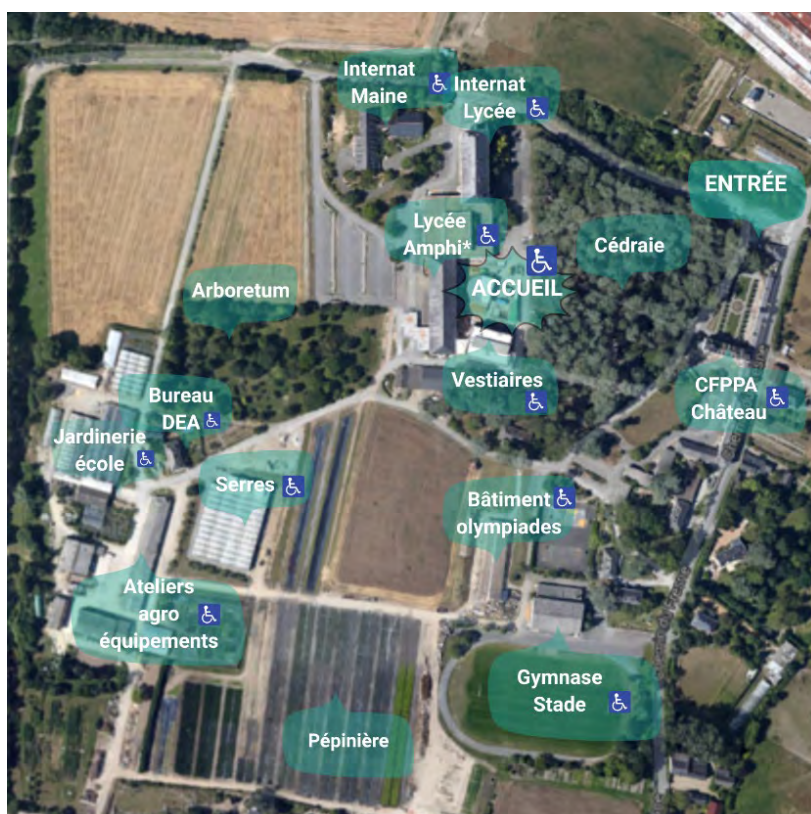 Internat
Maine
Internat
Lycée
ENTRÉE
Lycée
Amphi*
Cédraie
ACCUEIL
Arboretum
Vestiaires
CFPPA
Château
Bureau
DEA
Jardinerie
école
Serres
Bâtiment
olympiades
Ateliers
agro
équipements
Gymnase
Stade
Pépinière